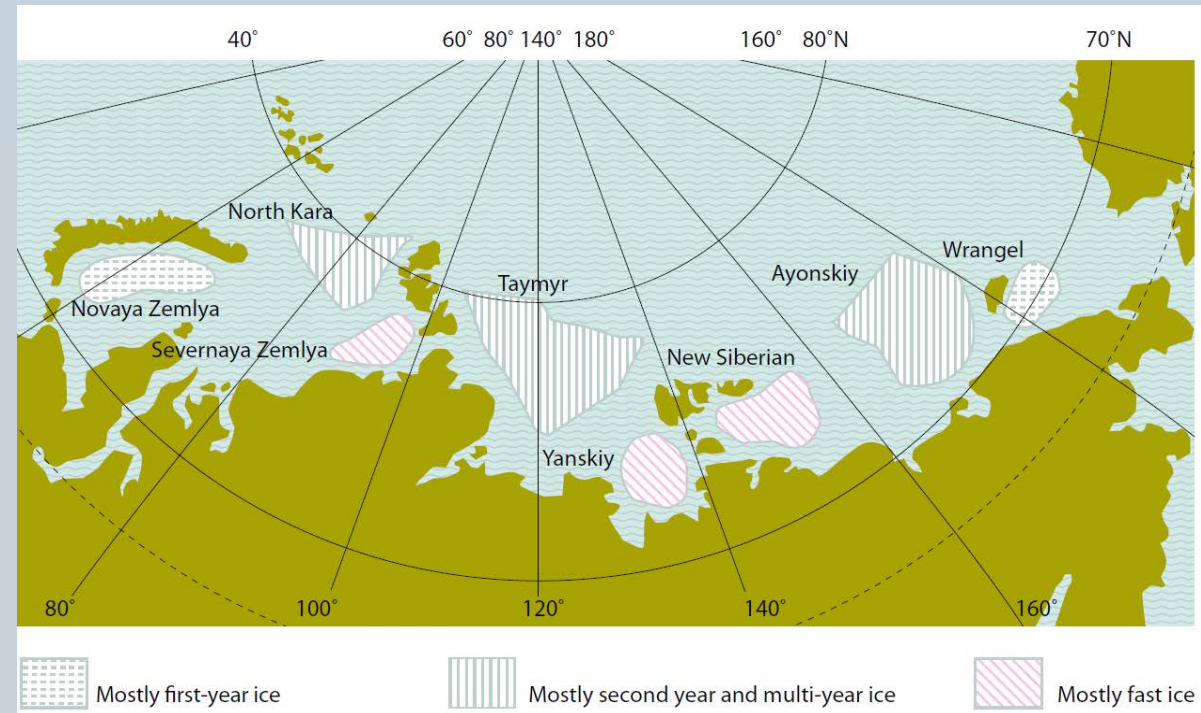 40° 60° 80° 140° 180° 160° 80°N 70°N
North Kara
Wrangel
Ayonskiy
Taymyr
Novaya Zemlya
Severnaya Zemlya
New Siberian
Yanskiy
80° 100° 120° 140° 160°
Mostly first-year ice Mostly second year and multi-year ice Mostly fast ice